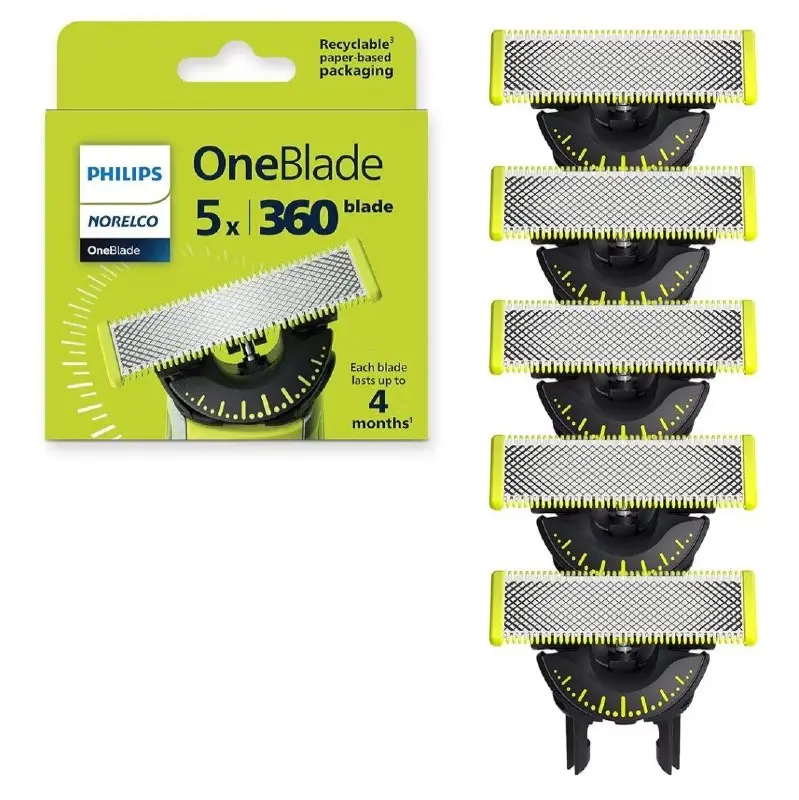 Recyclable³
paper-based
packaging
PHILIPS
NORELCO
OneBlade
OneBlade
5x | 360 blade
Each blade
lasts up to
4
months¹